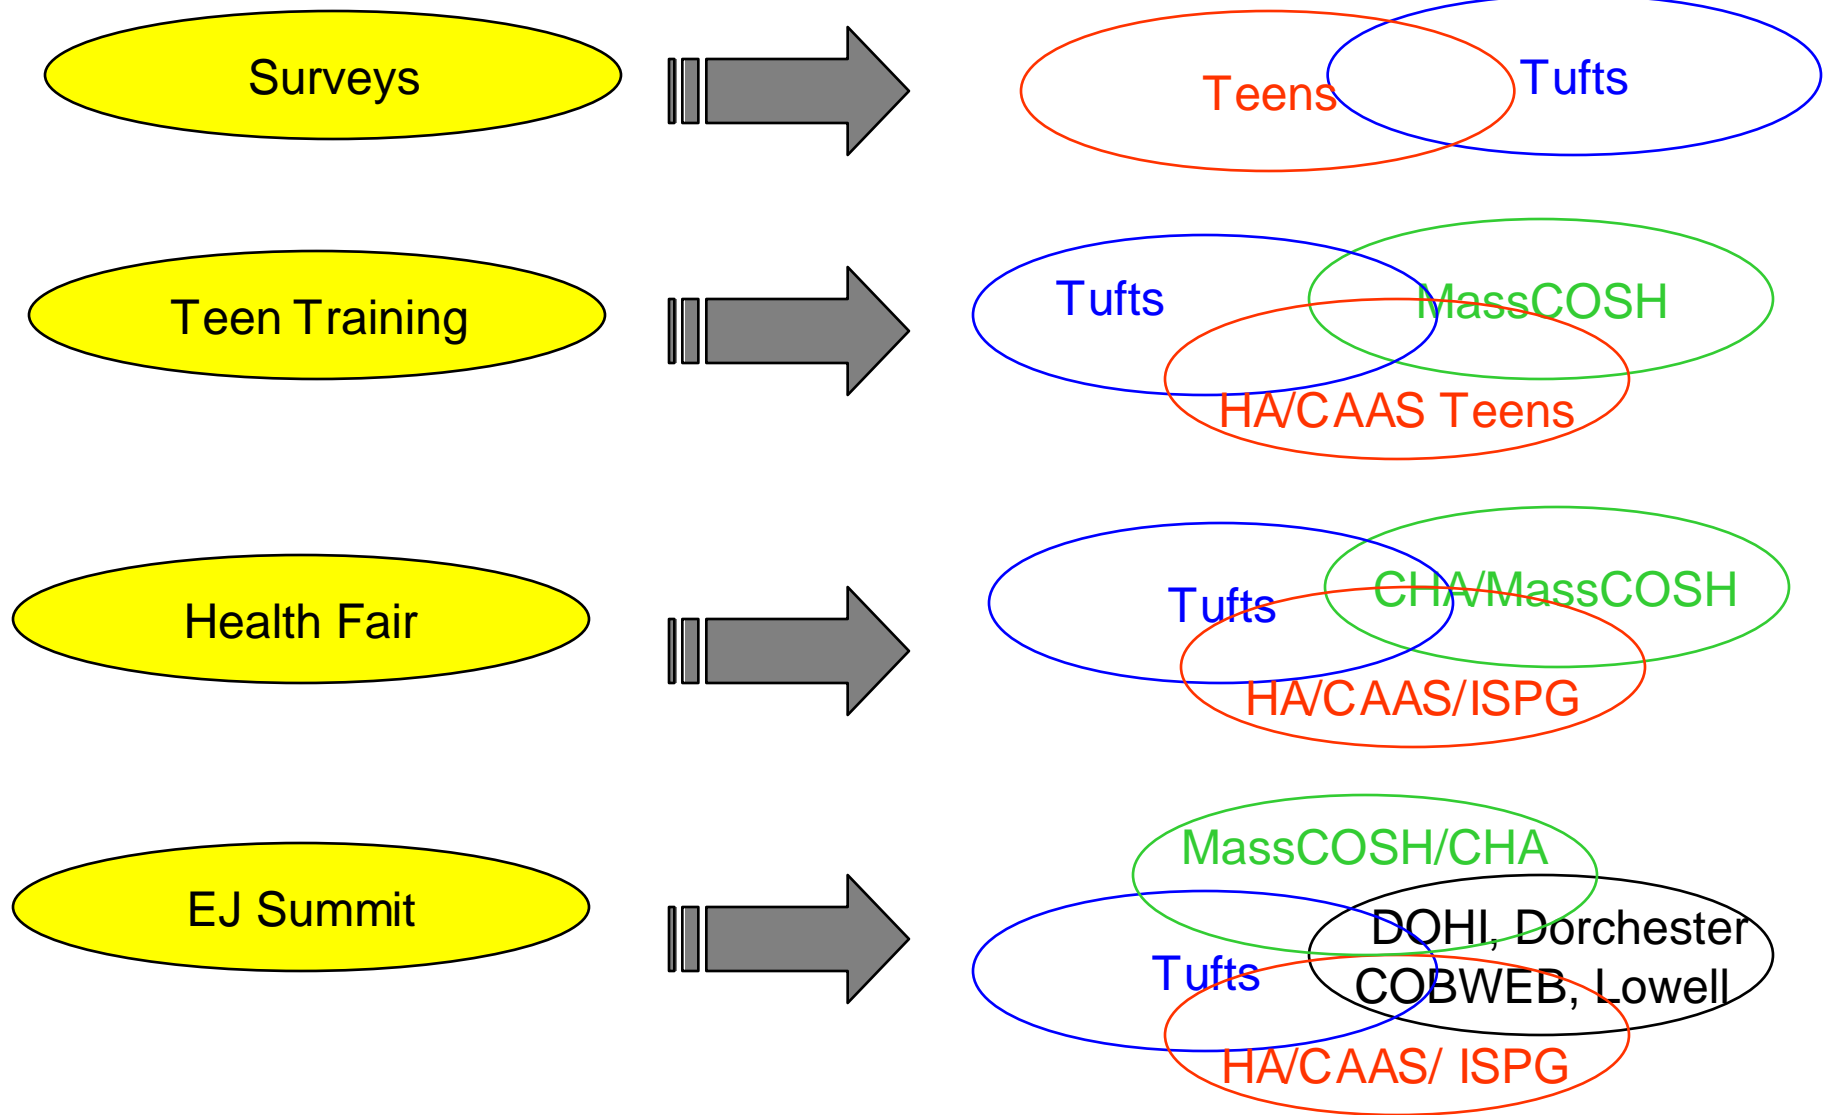 Surveys
Teens
Tufts
Teen Training
Tufts
MassCOSH
HA/CAAS Teens
Health Fair
Tufts
CHA/MassCOSH
HA/CAAS/ISPG
EJ Summit
MassCOSH/CHA
DOHI, Dorchester
Tufts
COBWEB, Lowell
HA/CAAS/ ISPG